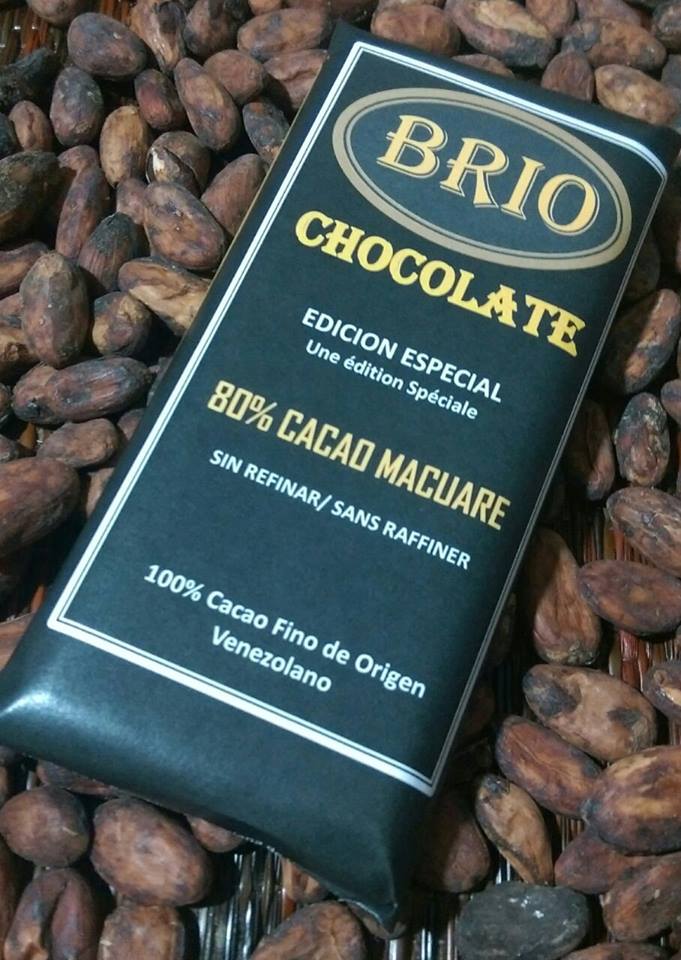 BRIO
CHOCOLATE
EDICION ESPECIAL
Une édition Spéciale
80% CACAO MACUARE
SIN REFINAR/ SANS RAFFINER
100% Cacao Fino de Origen
Venezolano